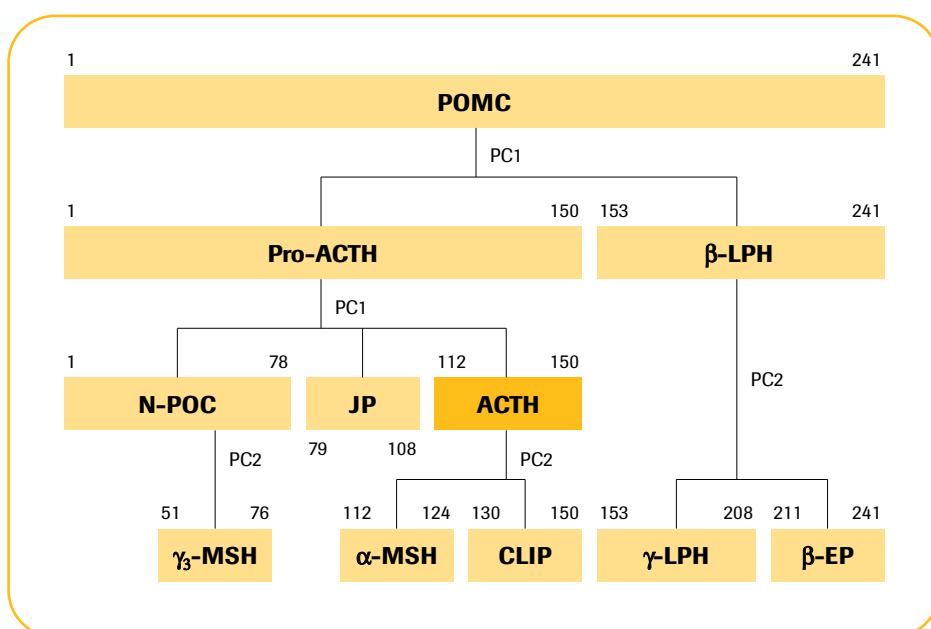 1 241
POMC
PC1
1 150 153 241
Pro-ACTH β-LPH
PC1
1 78 112 150
PC2
N-POC JP ACTH
79 108
PC2 PC2
51 76 112 124 130 150 153 208 211 241
γ3-MSH α-MSH CLIP γ-LPH β-EP